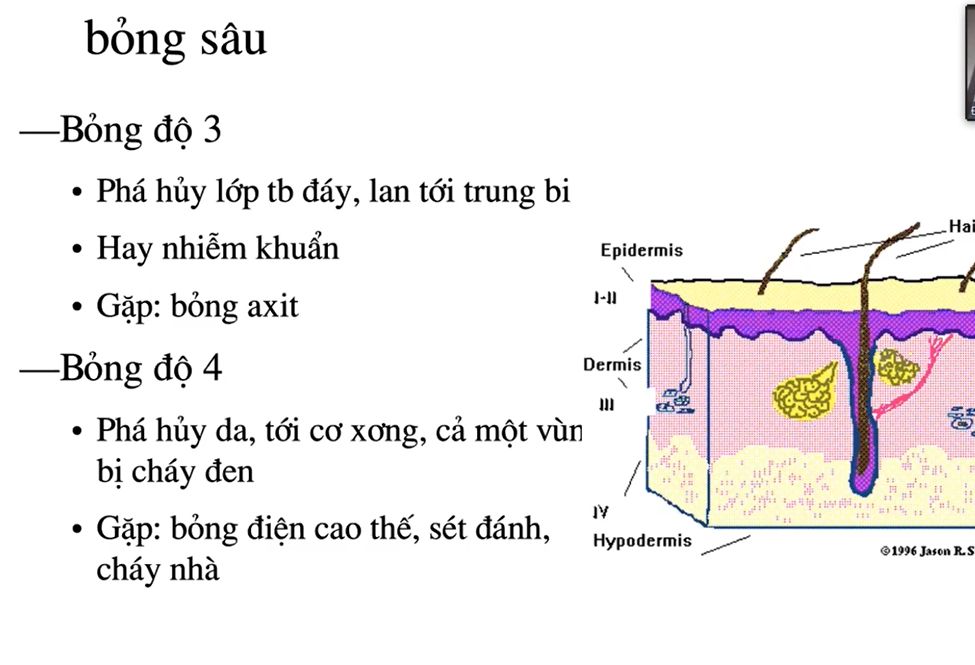 bỏng sâu
—Bỏng độ 3
• Phá hủy lớp tb đáy, lan tới trung bi
• Hay nhiễm khuẩn
• Gặp: bỏng axit
—Bỏng độ 4
• Phá hủy da, tới cơ xơng, cả một vùn
bị cháy đen
• Gặp: bỏng điện cao thế, sét đánh,
cháy nhà
Hai
Epidermis
I-II
Dermis
III
IV
Hypodermis
©1996 Jason R. S